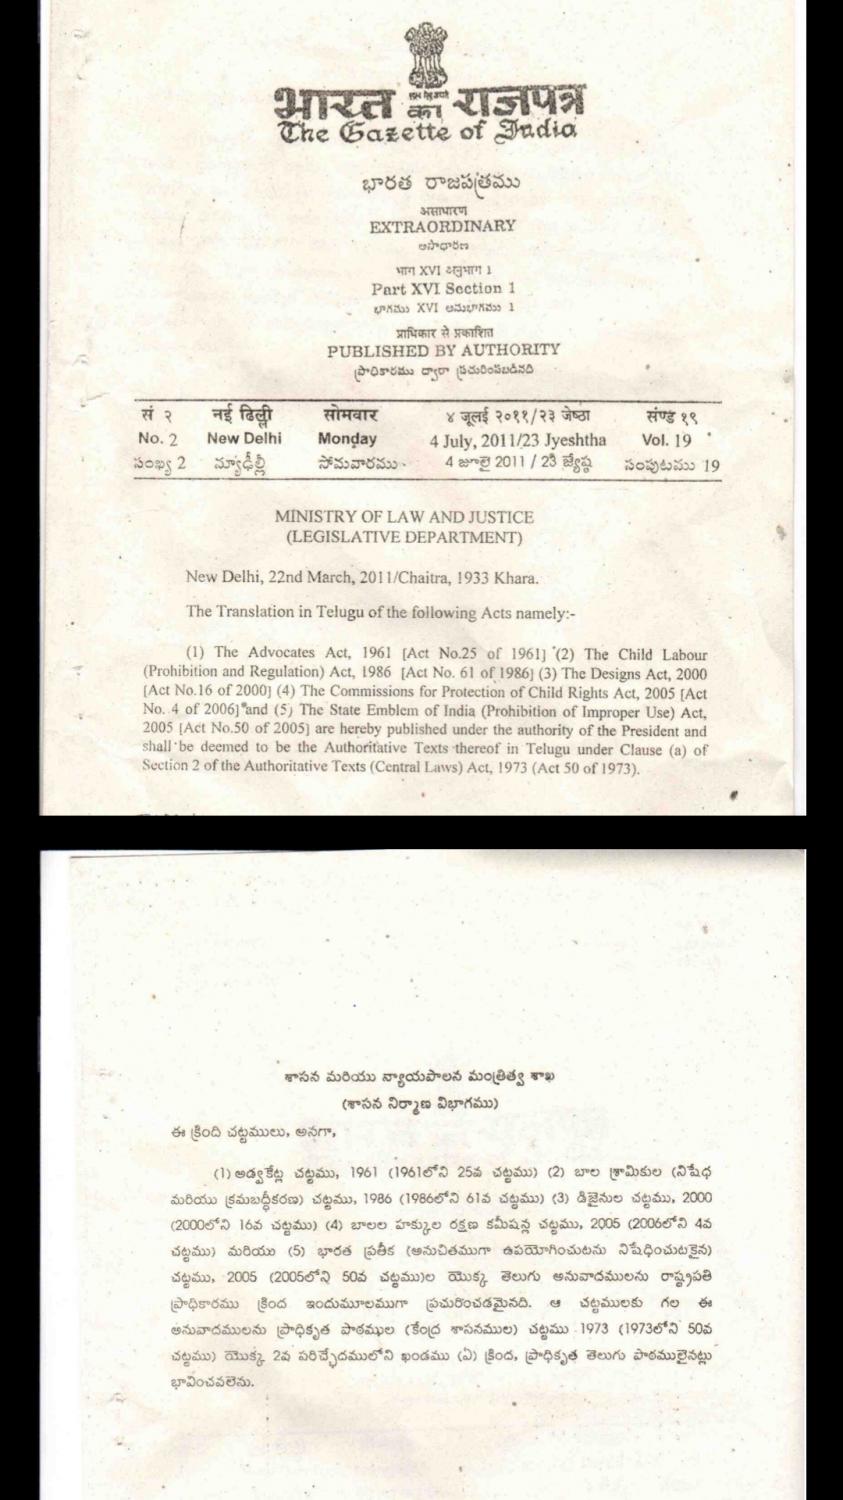 भारत का राजपत्र
The Gazette of India
భారత రాజపత్రము
असाधारण
EXTRAORDINARY
అసాధారణ
भाग XVI अनुभाग 1
Part XVI Section 1
భాగము XVI అనుభాగము 1
प्राधिकार से प्रकाशित
PUBLISHED BY AUTHORITY
ప్రాధికారము ద్వారా ప్రచురింపబడినది
सं २ नई दिल्ली सोमवार ४ जूलई २०११/२३ जेष्ठा संण्ड १९
No. 2 New Delhi Monday 4 July, 2011/23 Jyeshtha Vol. 19
సంఖ్య 2 న్యూఢిల్లీ సోమవారము 4 జూలై 2011 / 23 జ్యేష్ఠ సంపుటము 19
MINISTRY OF LAW AND JUSTICE
(LEGISLATIVE DEPARTMENT)
New Delhi, 22nd March, 2011/Chaitra, 1933 Khara.
The Translation in Telugu of the following Acts namely:-
(1) The Advocates Act, 1961 [Act No.25 of 1961] (2) The Child Labour
(Prohibition and Regulation) Act, 1986 [Act No. 61 of 1986] (3) The Designs Act, 2000
[Act No.16 of 2000] (4) The Commissions for Protection of Child Rights Act, 2005 [Act
No. 4 of 2006] and (5) The State Emblem of India (Prohibition of Improper Use) Act,
2005 [Act No.50 of 2005] are hereby published under the authority of the President and
shall be deemed to be the Authoritative Texts thereof in Telugu under Clause (a) of
Section 2 of the Authoritative Texts (Central Laws) Act, 1973 (Act 50 of 1973).
శాసన మరియు న్యాయపాలన మంత్రిత్వ శాఖ
(శాసన నిర్మాణ విభాగము)
ఈ క్రింది చట్టములు, అనగా,
(1) అడ్వకేట్ల చట్టము, 1961 (1961లోని 25వ చట్టము) (2) బాల శ్రామికుల (నిషేధ
మరియు క్రమబద్ధీకరణ) చట్టము, 1986 (1986లోని 61వ చట్టము) (3) డిజైనుల చట్టము, 2000
(2000లోని 16వ చట్టము) (4) బాలల హక్కుల రక్షణ కమీషన్ల చట్టము, 2005 (2006లోని 4వ
చట్టము) మరియు (5) భారత ప్రతీక (అనుచితముగా ఉపయోగించుటను నిషేధించుటకైన)
చట్టము, 2005 (2005లోని 50వ చట్టము)ల యొక్క తెలుగు అనువాదములను రాష్ట్రపతి
ప్రాధికారము క్రింద ఇందుమూలముగా ప్రచురించడమైనది. ఆ చట్టములకు గల ఈ
అనువాదములను ప్రాధికృత పాఠముల (కేంద్ర శాసనముల) చట్టము 1973 (1973లోని 50వ
చట్టము) యొక్క 2వ పరిచ్ఛేదములోని ఖండము (ఏ) క్రింద, ప్రాధికృత తెలుగు పాఠములైనట్లు
భావించవలెను.